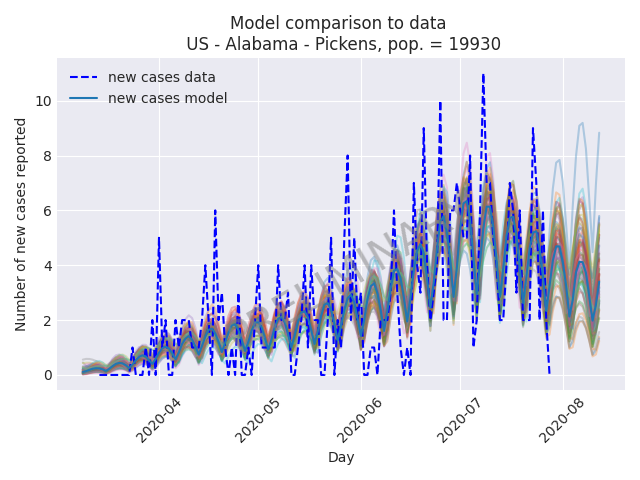 Model comparison to data
US - Alabama - Pickens, pop. = 19930
new cases data
new cases model
Number of new cases reported
10
8
6
4
2
0
PRELIMINARY
2020-04
2020-05
2020-06
2020-07
2020-08
Day